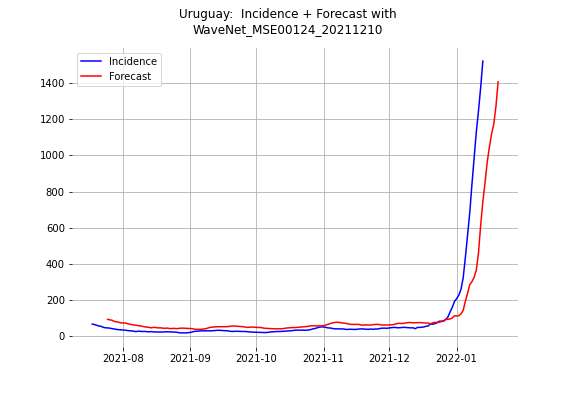 Uruguay:  Incidence + Forecast with
WaveNet_MSE00124_20211210
Incidence
Forecast
1400
1200
1000
800
600
400
200
0
2021-08 2021-09 2021-10 2021-11 2021-12 2022-01